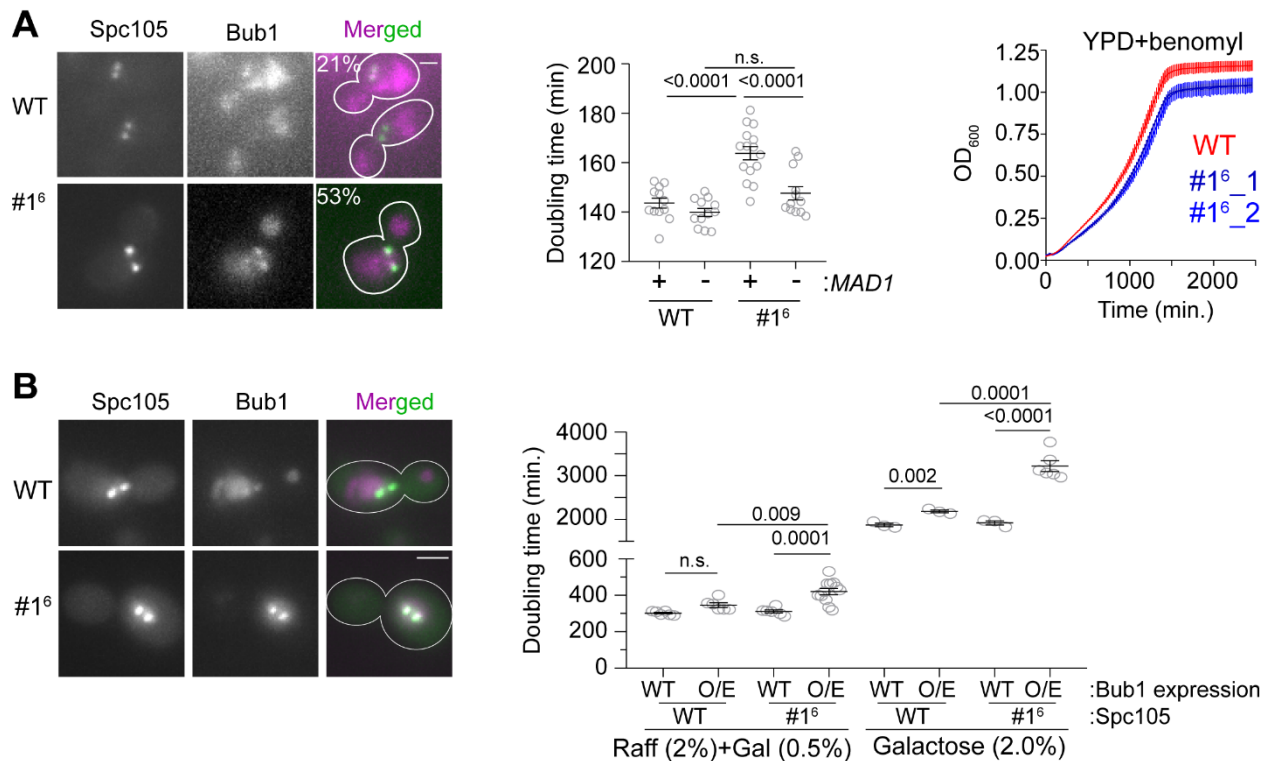 A
Spc105 Bub1 Merged
WT
21%
#1⁶
53%
Doubling time (min)
200
180
160
140
120
n.s.
<0.0001 <0.0001
+ - + - :MAD1
WT #1⁶
YPD+benomyl
OD₆₀₀
1.25
1.00
0.75
0.50
0.25
0.00
WT
#1⁶_1
#1⁶_2
0 1000 2000
Time (min.)
B
Spc105 Bub1 Merged
WT
#1⁶
Doubling time (min.)
4000
3000
2000
600
400
200
0
0.0001
<0.0001
0.002
0.009
0.0001
n.s.
WT O/E WT O/E WT O/E WT O/E :Bub1 expression
WT #1⁶ WT #1⁶ :Spc105
Raff (2%)+Gal (0.5%) Galactose (2.0%)